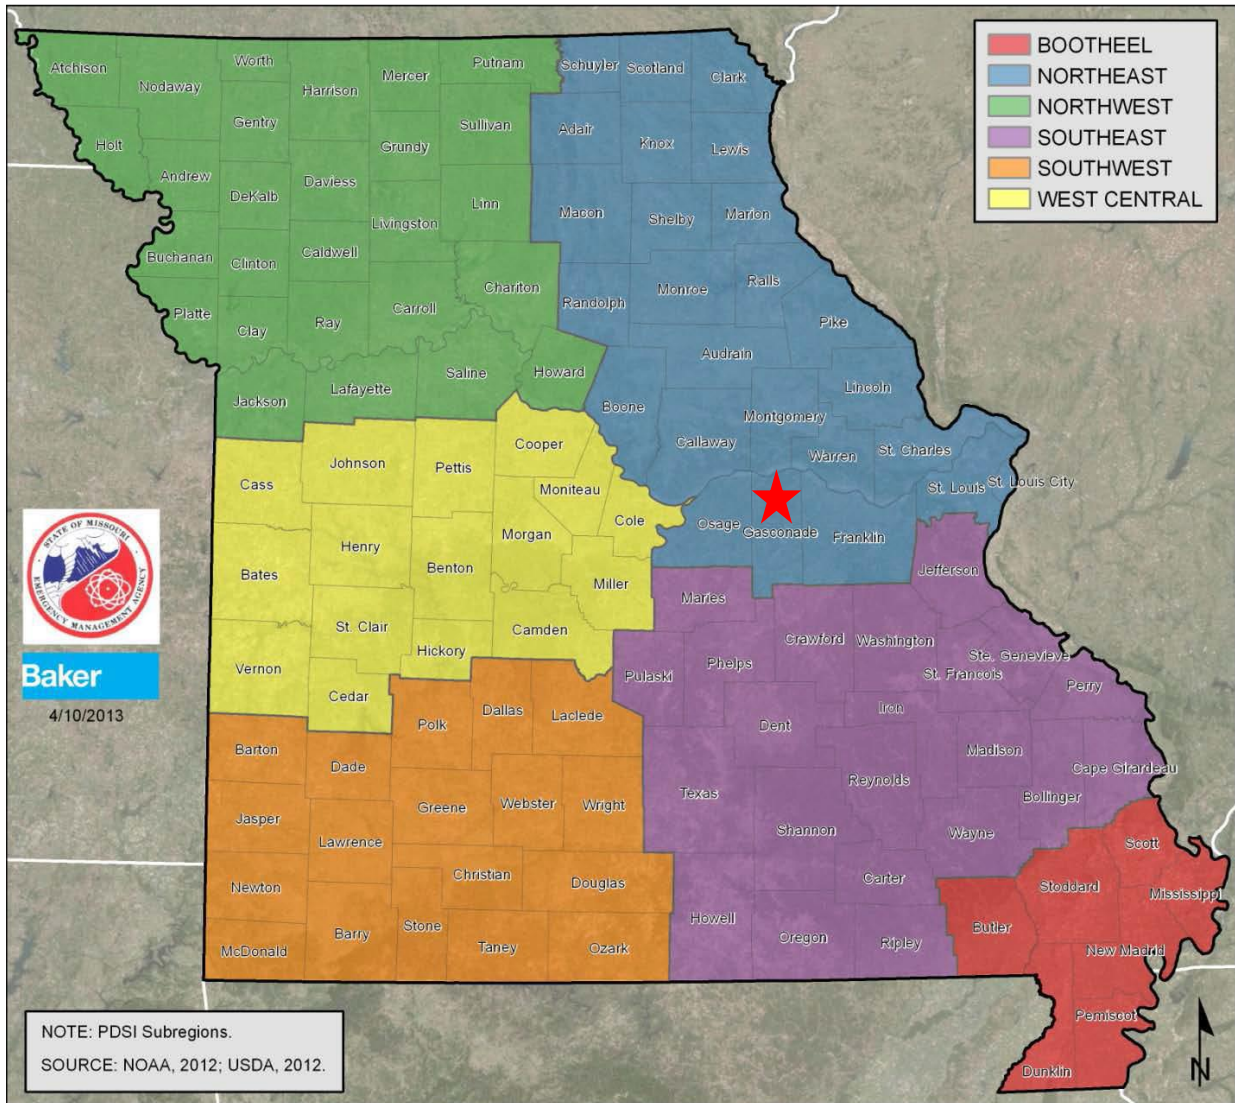 BOOTHEEL
NORTHEAST
NORTHWEST
SOUTHEAST
SOUTHWEST
WEST CENTRAL
Atchison
Nodaway
Worth
Harrison
Mercer
Putnam
Schuyler
Scotland
Clark
Holt
Gentry
Grundy
Sullivan
Adair
Knox
Lewis
Andrew
DeKalb
Daviess
Livingston
Linn
Macon
Shelby
Marion
Buchanan
Clinton
Caldwell
Chariton
Randolph
Monroe
Ralls
Platte
Clay
Ray
Carroll
Pike
Audrain
Jackson
Lafayette
Saline
Howard
Boone
Lincoln
Callaway
Montgomery
Warren
St. Charles
Cass
Johnson
Pettis
Cooper
Moniteau
St. Louis
St. Louis City
Cole
Osage
Gasconade
Franklin
Bates
Henry
Benton
Morgan
Miller
Jefferson
Maries
Vernon
St. Clair
Hickory
Camden
Pulaski
Phelps
Crawford
Washington
Ste. Genevieve
St. Francois
Perry
Cedar
Polk
Dallas
Laclede
Dent
Iron
Madison
Cape Girardeau
Barton
Dade
Greene
Webster
Wright
Texas
Reynolds
Bollinger
Jasper
Lawrence
Shannon
Wayne
Scott
Newton
Christian
Douglas
Carter
Stoddard
Mississippi
McDonald
Barry
Stone
Taney
Ozark
Howell
Oregon
Ripley
Butler
New Madrid
Pemiscot
Dunklin
STATE OF MISSOURI
EMERGENCY MANAGEMENT AGENCY
Baker
4/10/2013
NOTE: PDSI Subregions.
SOURCE: NOAA, 2012; USDA, 2012.
N